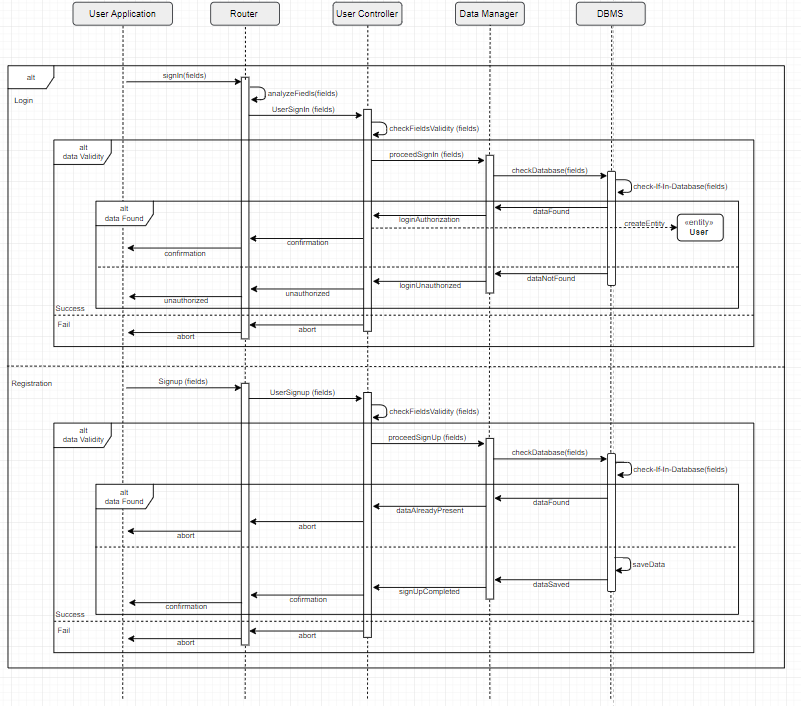 User Application
Router
User Controller
Data Manager
DBMS
alt
Login
signIn(fields)
analyzeFiedls(fields)
UserSignIn (fields)
checkFieldsValidity (fields)
alt
data Validity
proceedSignIn (fields)
checkDatabase(fields)
check-If-In-Database(fields)
alt
data Found
dataFound
loginAuthorization
createEntity
«entity»
User
confirmation
confirmation
dataNotFound
loginUnauthorized
unauthorized
unauthorized
Success
Fail
abort
abort
Registration
Signup (fields)
UserSignup (fields)
checkFieldsValidity (fields)
alt
data Validity
proceedSignUp (fields)
checkDatabase(fields)
check-If-In-Database(fields)
alt
data Found
dataFound
dataAlreadyPresent
abort
abort
saveData
dataSaved
signUpCompleted
cofirmation
confirmation
Success
Fail
abort
abort